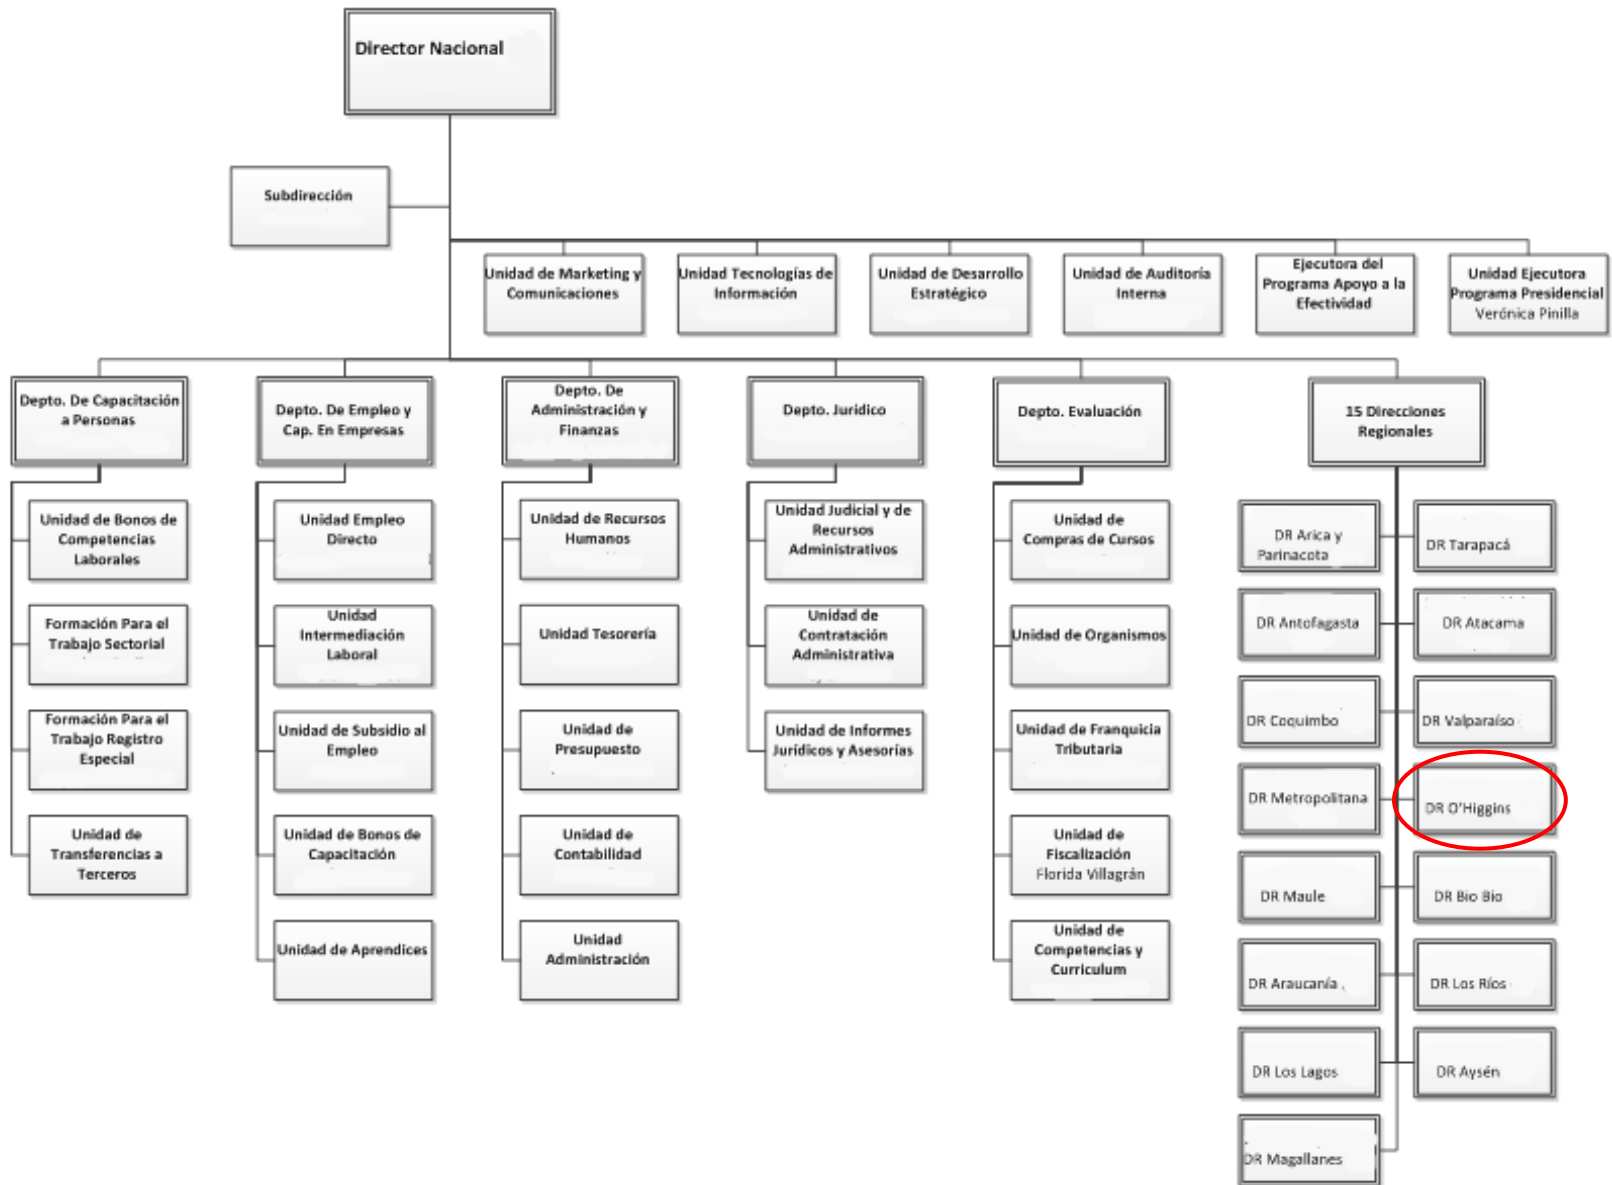 Director Nacional
Subdirección
Unidad de Marketing y
Comunicaciones
Unidad Tecnologías de
Información
Unidad de Desarrollo
Estratégico
Unidad de Auditoría
Interna
Ejecutora del
Programa Apoyo a la
Efectividad
Unidad Ejecutora
Programa Presidencial
Verónica Pinilla
Depto. De Capacitación
a Personas
Depto. De Empleo y
Cap. En Empresas
Depto. De
Administración y
Finanzas
Depto. Juridico
Depto. Evaluación
15 Direcciones
Regionales
Unidad de Bonos de
Competencias
Laborales
Formación Para el
Trabajo Sectorial
Formación Para el
Trabajo Registro
Especial
Unidad de
Transferencias a
Terceros
Unidad Empleo
Directo
Unidad
Intermediación
Laboral
Unidad de Subsidio al
Empleo
Unidad de Bonos de
Capacitación
Unidad de Aprendices
Unidad de Recursos
Humanos
Unidad Tesorería
Unidad de
Presupuesto
Unidad de
Contabilidad
Unidad
Administración
Unidad Judicial y de
Recursos
Administrativos
Unidad de
Contratación
Administrativa
Unidad de Informes
Jurídicos y Asesorías
Unidad de
Compras de Cursos
Unidad de Organismos
Unidad de Franquicia
Tributaria
Unidad de
Fiscalización
Florida Villagrán
Unidad de
Competencias y
Curriculum
DR Arica y
Parinacota
DR Tarapacá
DR Antofagasta
DR Atacama
DR Coquimbo
DR Valparaíso
DR Metropolitana
DR O'Higgins
DR Maule
DR Bio Bio
DR Araucanía
DR Los Ríos
DR Los Lagos
DR Aysén
DR Magallanes